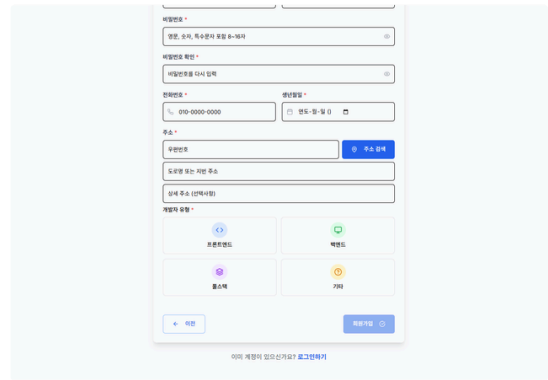 비밀번호 *
영문, 숫자, 특수문자 포함 8~16자
비밀번호 확인 *
비밀번호를 다시 입력
전화번호 * 생년월일 *
010-0000-0000 연도-월-일 ()
주소 *
우편번호 주소 검색
도로명 또는 지번 주소
상세 주소 (선택사항)
개발자 유형 *
프론트엔드 백엔드
풀스택 기타
← 이전 회원가입
이미 계정이 있으신가요? 로그인하기